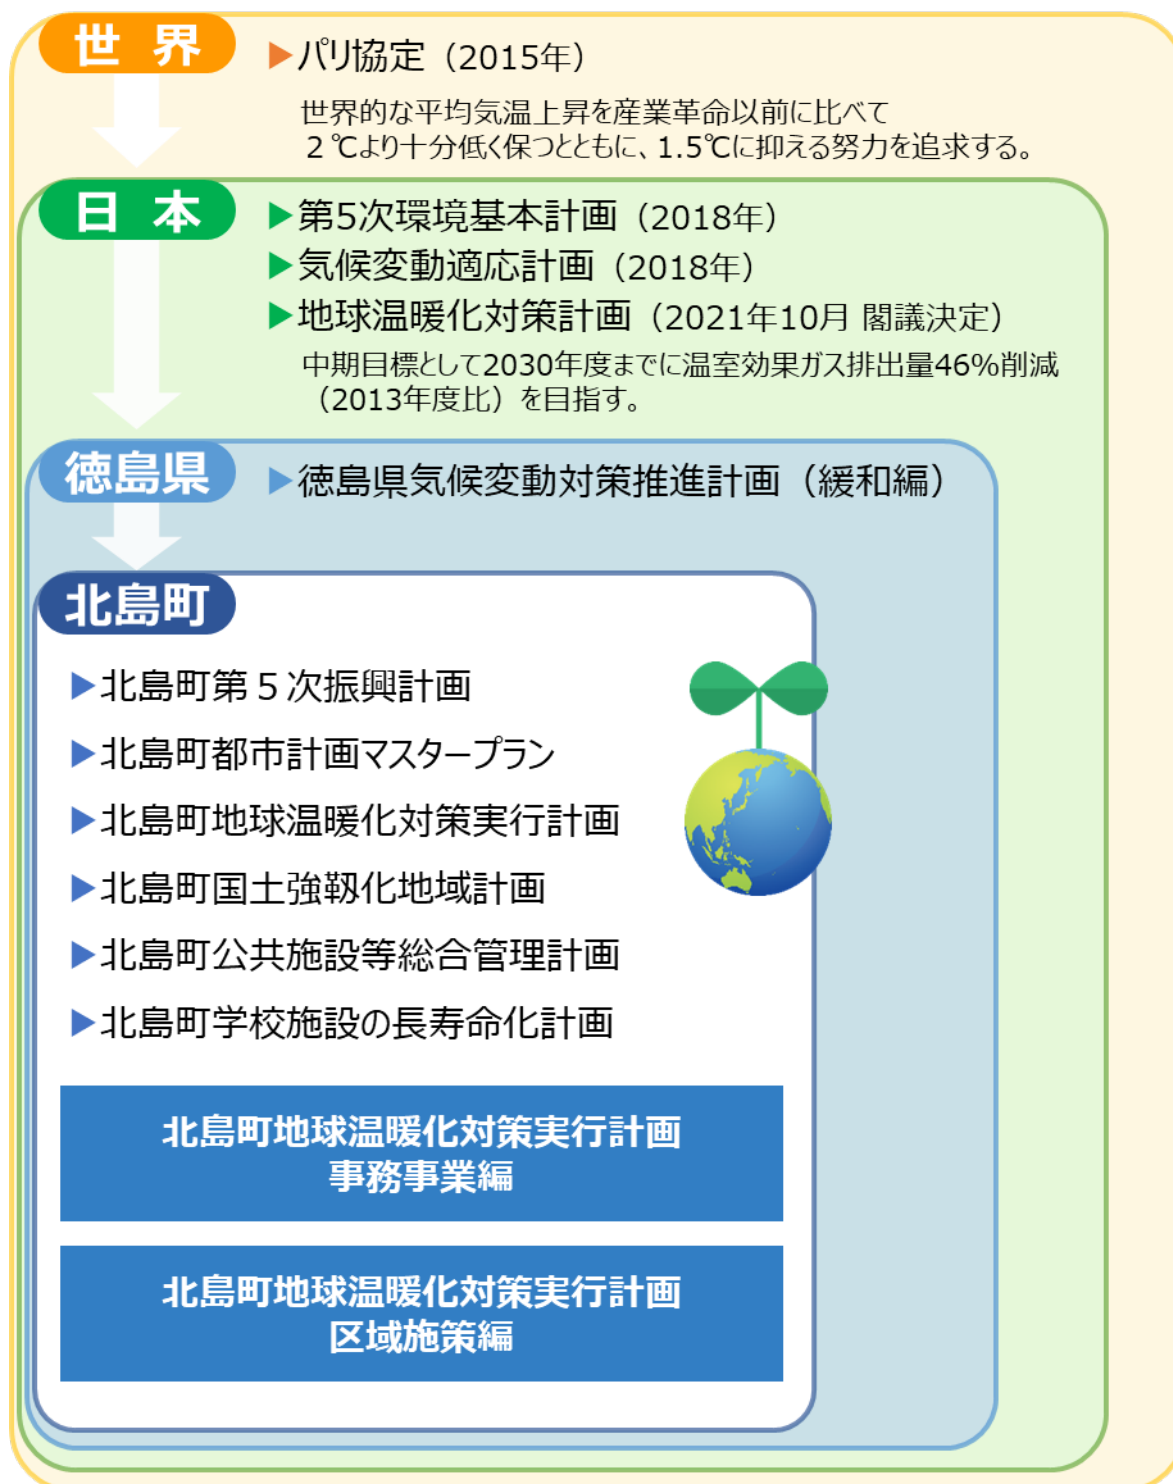 世 界
▶パリ協定（2015年）
世界的な平均気温上昇を産業革命以前に比べて
２℃より十分低く保つとともに、1.5℃に抑える努力を追求する。
日 本
▶第5次環境基本計画（2018年）
▶気候変動適応計画（2018年）
▶地球温暖化対策計画（2021年10月 閣議決定）
中期目標として2030年度までに温室効果ガス排出量46%削減
（2013年度比）を目指す。
徳島県
▶徳島県気候変動対策推進計画（緩和編）
北島町
▶北島町第５次振興計画
▶北島町都市計画マスタープラン
▶北島町地球温暖化対策実行計画
▶北島町国土強靱化地域計画
▶北島町公共施設等総合管理計画
▶北島町学校施設の長寿命化計画
北島町地球温暖化対策実行計画
事務事業編
北島町地球温暖化対策実行計画
区域施策編